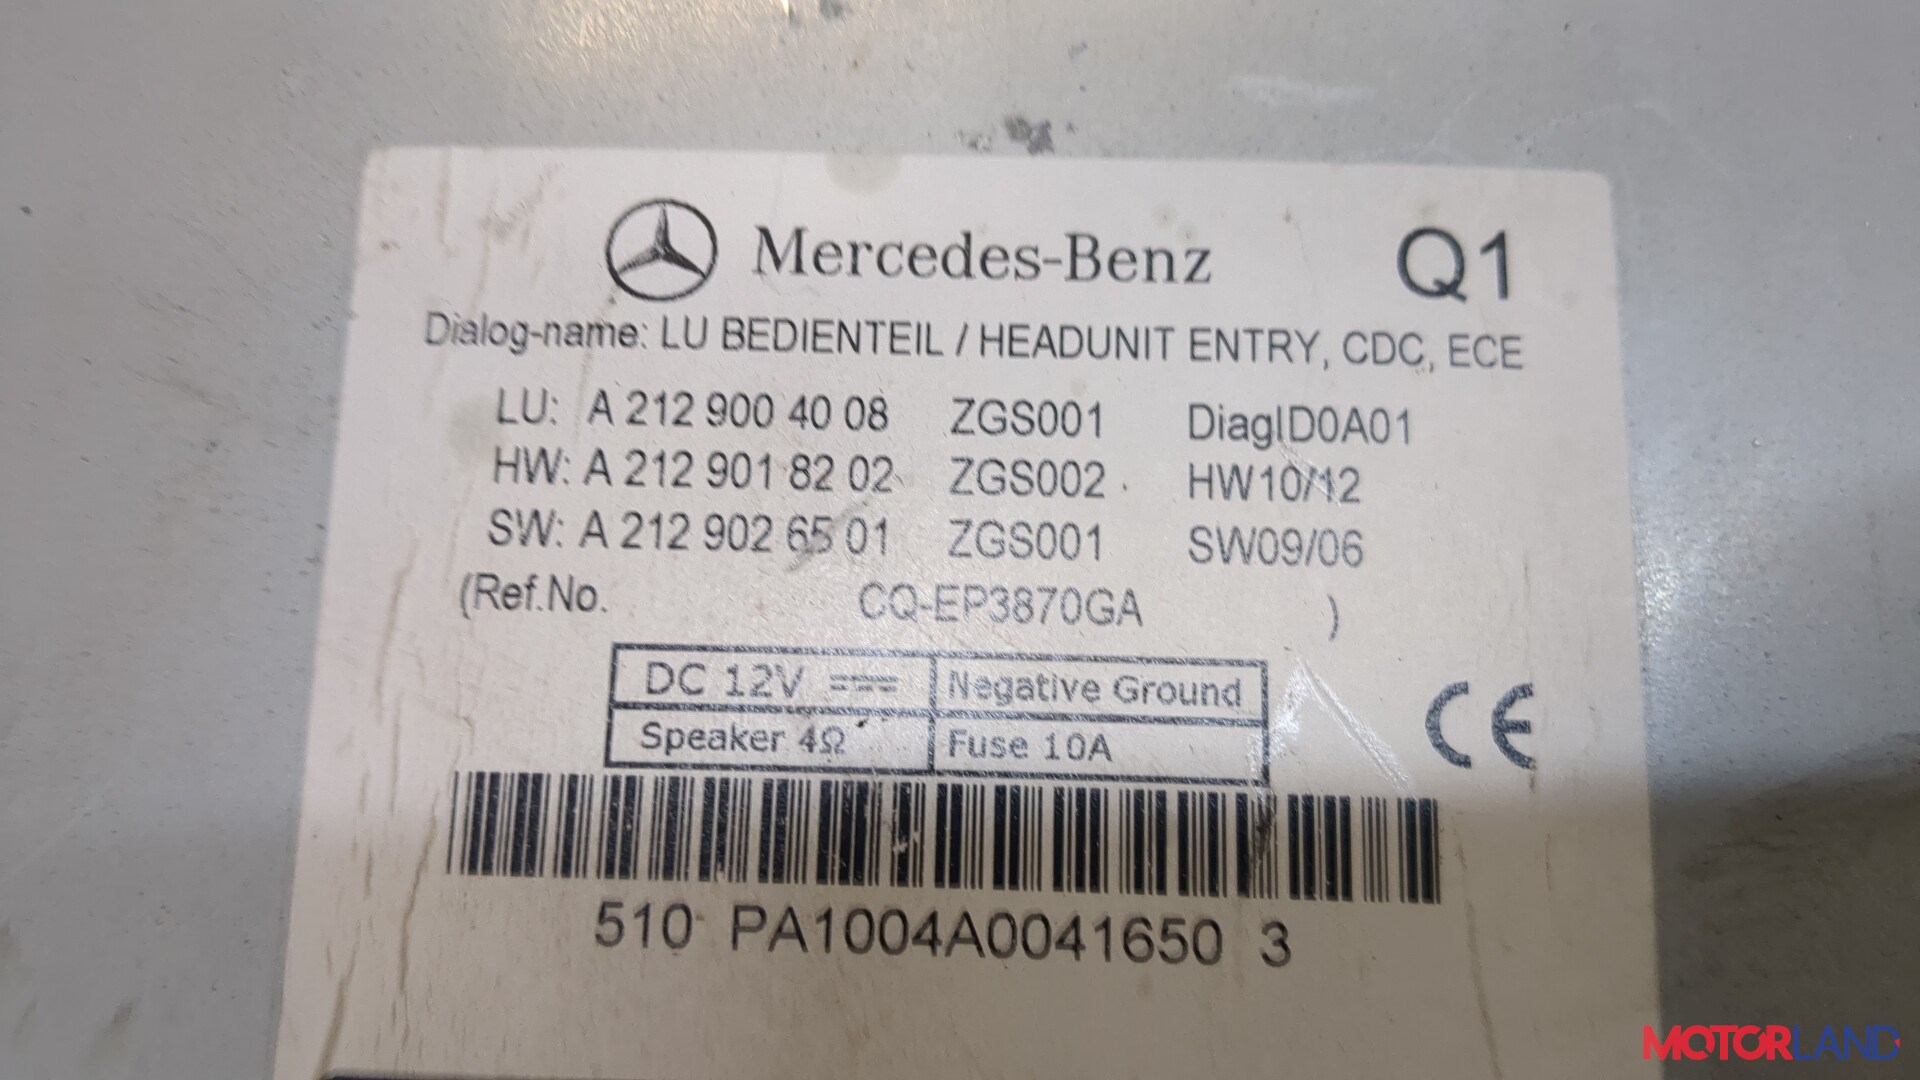 Mercedes-Benz Q1
Dialog-name: LU BEDIENTEIL / HEADUNIT ENTRY, CDC, ECE
LU: A 212 900 40 08 ZGS001 DiagID0A01
HW: A 212 901 82 02 ZGS002 HW10/12
SW: A 212 902 65 01 ZGS001 SW09/06
(Ref.No. CQ-EP3870GA )
DC 12V Negative Ground
Speaker 4Ω Fuse 10A
CE
510 PA1004A0041650 3
MOTORLAND